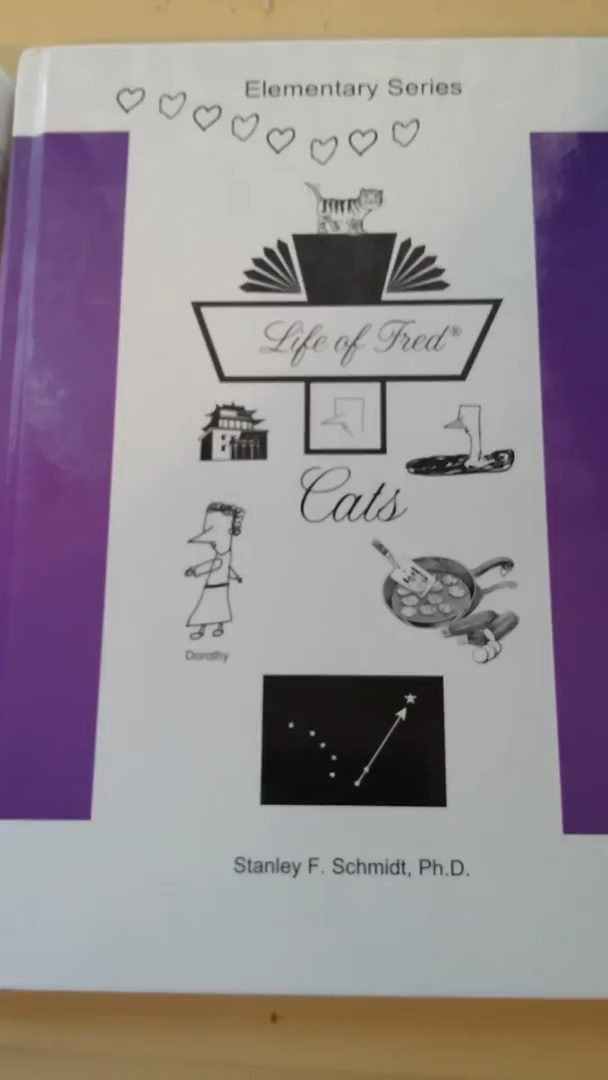 Elementary Series
Life of Fred®
Cats
Dorothy
Stanley F. Schmidt, Ph.D.